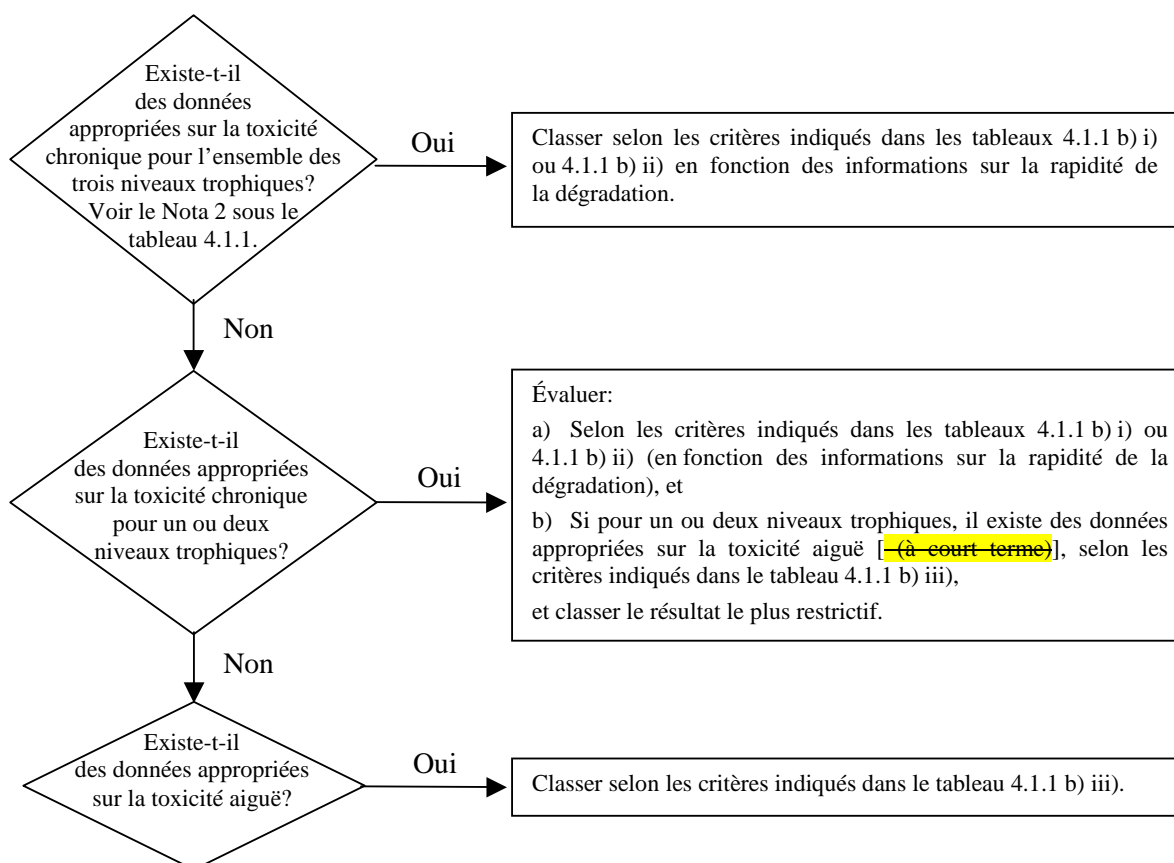 Existe-t-il
des données
appropriées sur la toxicité
chronique pour l'ensemble des
trois niveaux trophiques?
Voir le Nota 2 sous le
tableau 4.1.1.
Oui
Classer selon les critères indiqués dans les tableaux 4.1.1 b) i)
ou 4.1.1 b) ii) en fonction des informations sur la rapidité de
la dégradation.
Non
Existe-t-il
des données appropriées
sur la toxicité chronique
pour un ou deux
niveaux trophiques?
Oui
Évaluer:
a) Selon les critères indiqués dans les tableaux 4.1.1 b) i) ou
4.1.1 b) ii) (en fonction des informations sur la rapidité de la
dégradation), et
b) Si pour un ou deux niveaux trophiques, il existe des données
appropriées sur la toxicité aiguë [ (à court terme)], selon les
critères indiqués dans le tableau 4.1.1 b) iii),
et classer le résultat le plus restrictif.
Non
Existe-t-il
des données appropriées
sur la toxicité aiguë?
Oui
Classer selon les critères indiqués dans le tableau 4.1.1 b) iii).